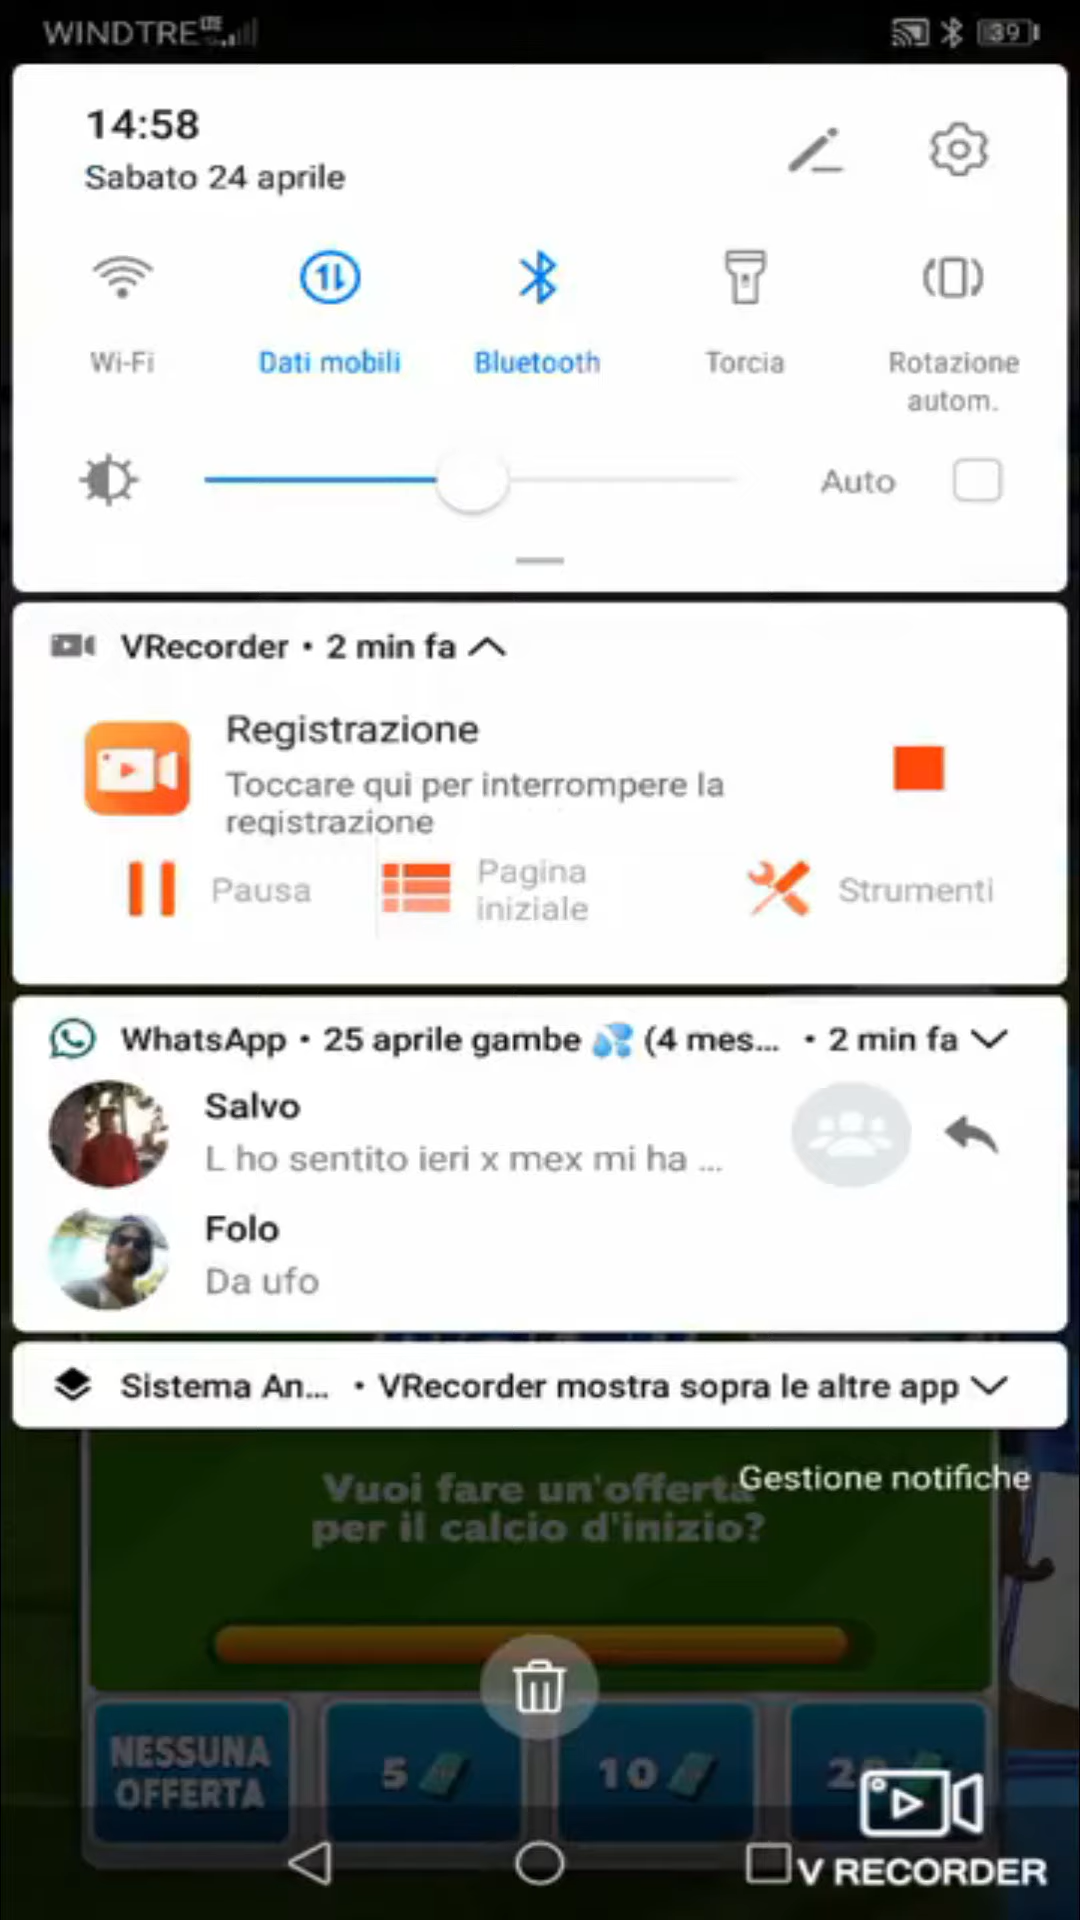 WINDTRE LTE 39
14:58
Sabato 24 aprile
Wi-Fi
Dati mobili
Bluetooth
Torcia
Rotazione
autom.
Auto
VRecorder • 2 min fa
Registrazione
Toccare qui per interrompere la
registrazione
Pausa
Pagina
iniziale
Strumenti
WhatsApp • 25 aprile gambe 💦 (4 mes... • 2 min fa
Salvo
L ho sentito ieri x mex mi ha ...
Folo
Da ufo
Sistema An... • VRecorder mostra sopra le altre app
Gestione notifiche
Vuoi fare un'offerta
per il calcio d'inizio?
NESSUNA
OFFERTA
5
10
V RECORDER